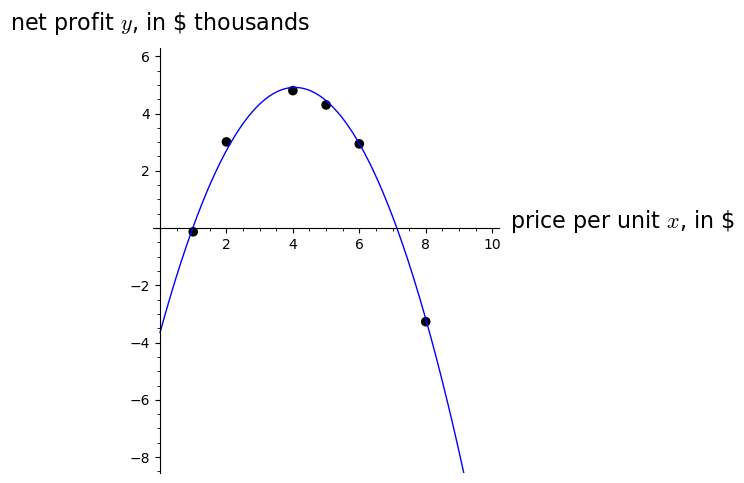 net profit y, in $ thousands
6
4
2
price per unit x, in $
2 4 6 8 10
−2
−4
−6
−8